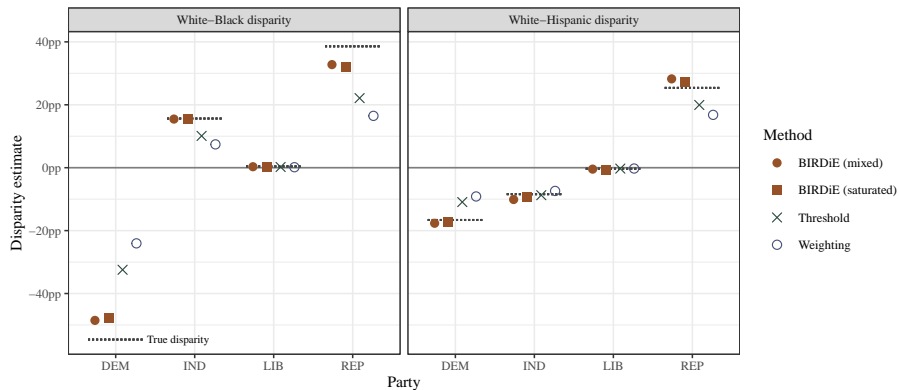 White−Black disparity
White−Hispanic disparity
40pp
20pp
0pp
−20pp
−40pp
Disparity estimate
True disparity
DEM
IND
LIB
REP
DEM
IND
LIB
REP
Party
Method
BIRDiE (mixed)
BIRDiE (saturated)
Threshold
Weighting